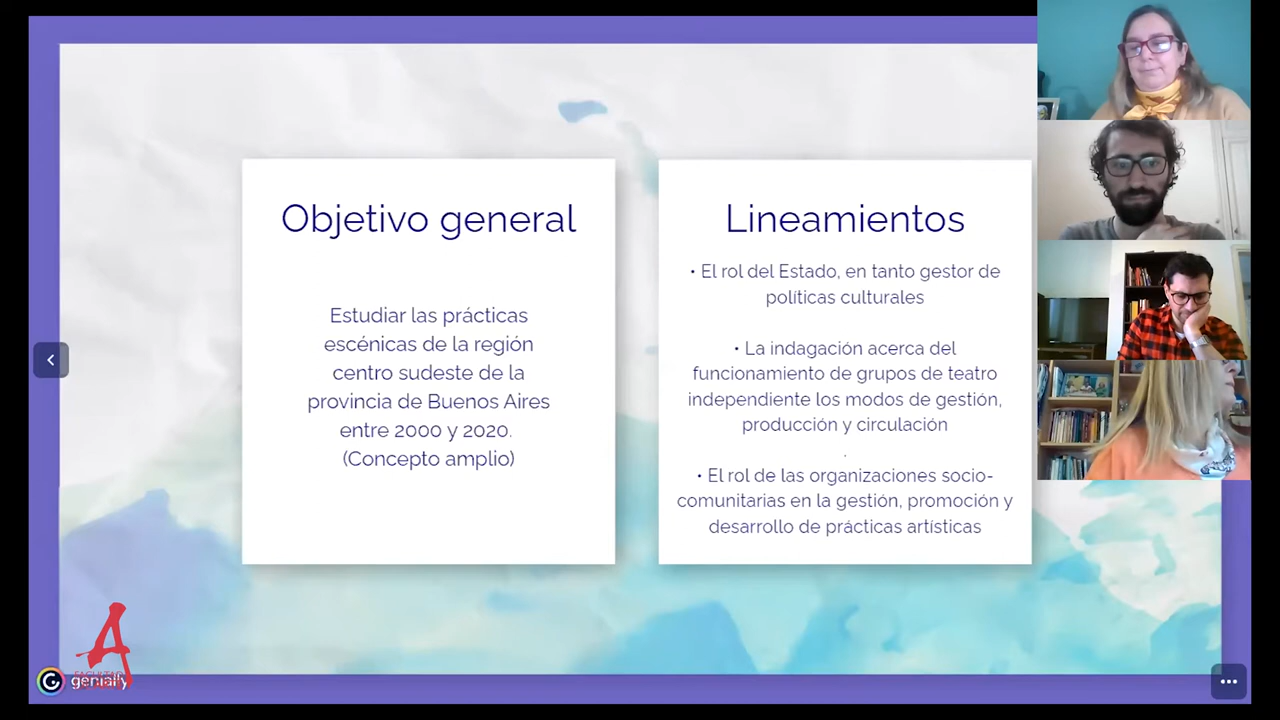 Objetivo general
Estudiar las prácticas
escénicas de la región
centro sudeste de la
provincia de Buenos Aires
entre 2000 y 2020.
(Concepto amplio)
Lineamientos
• El rol del Estado, en tanto gestor de
políticas culturales
• La indagación acerca del
funcionamiento de grupos de teatro
independiente los modos de gestión,
producción y circulación
.
• El rol de las organizaciones socio-
comunitarias en la gestión, promoción y
desarrollo de prácticas artísticas
A
genially